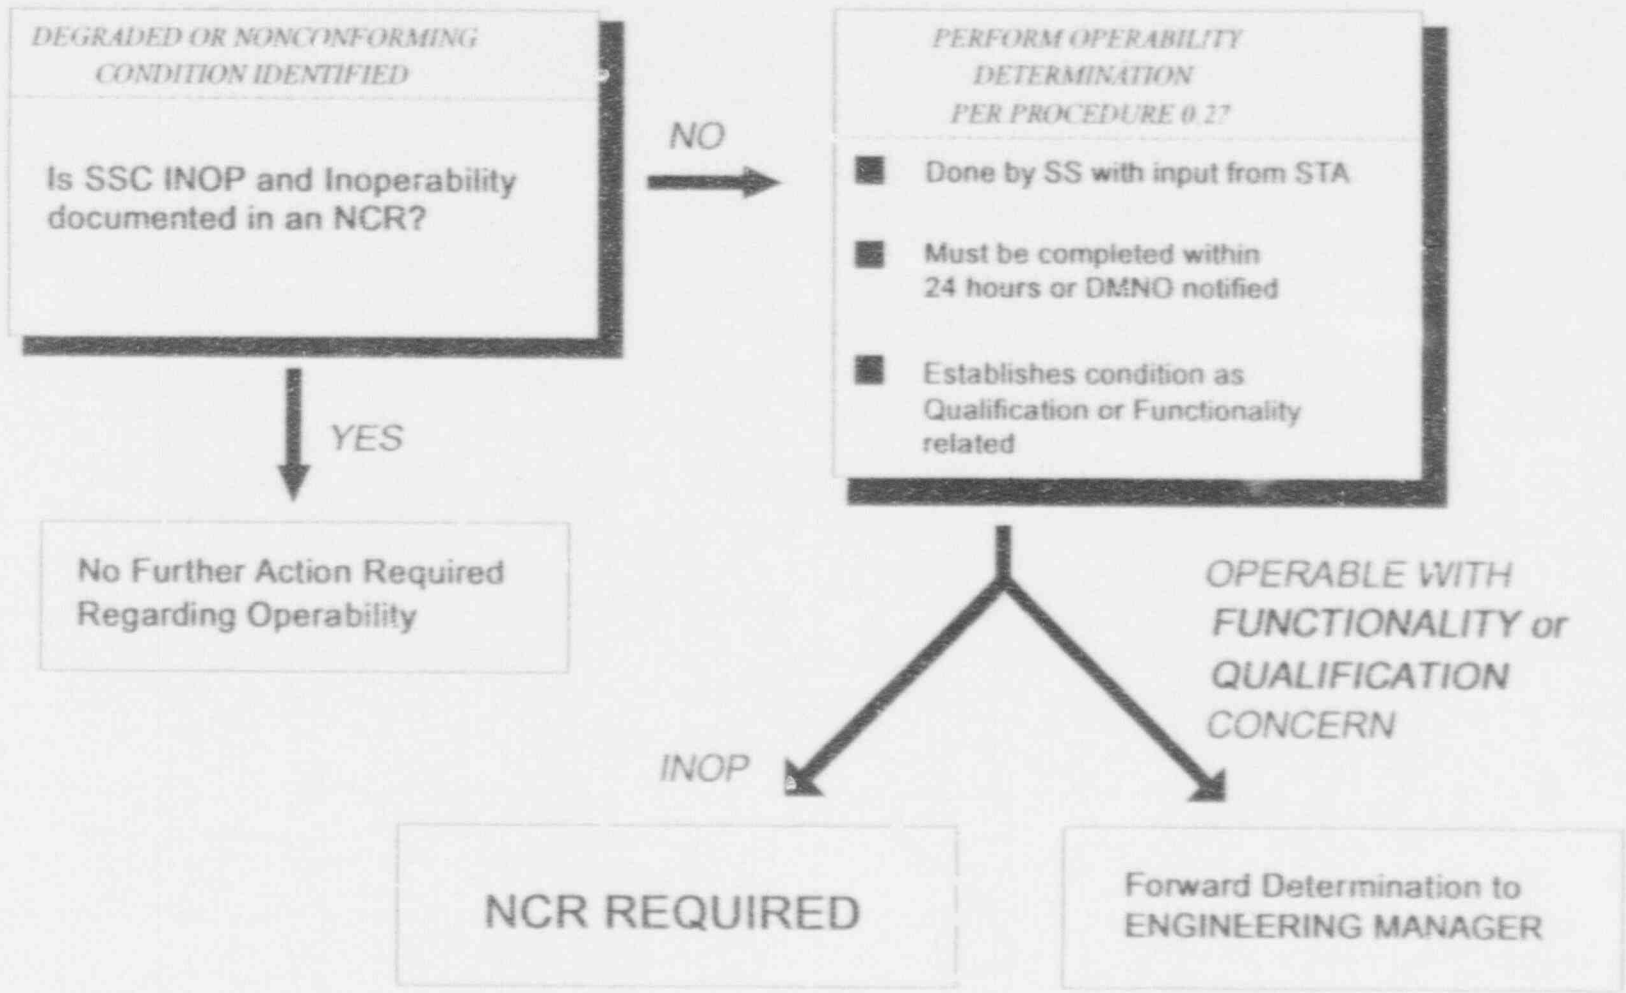 DEGRADED OR NONCONFORMING
CONDITION IDENTIFIED
Is SSC INOP and Inoperability
documented in an NCR?
NO
PERFORM OPERABILITY
DETERMINATION
PER PROCEDURE 0.27
Done by SS with input from STA
Must be completed within
24 hours or DMNO notified
Establishes condition as
Qualification or Functionality
related
YES
No Further Action Required
Regarding Operability
OPERABLE WITH
FUNCTIONALITY or
QUALIFICATION
CONCERN
INOP
NCR REQUIRED
Forward Determination to
ENGINEERING MANAGER